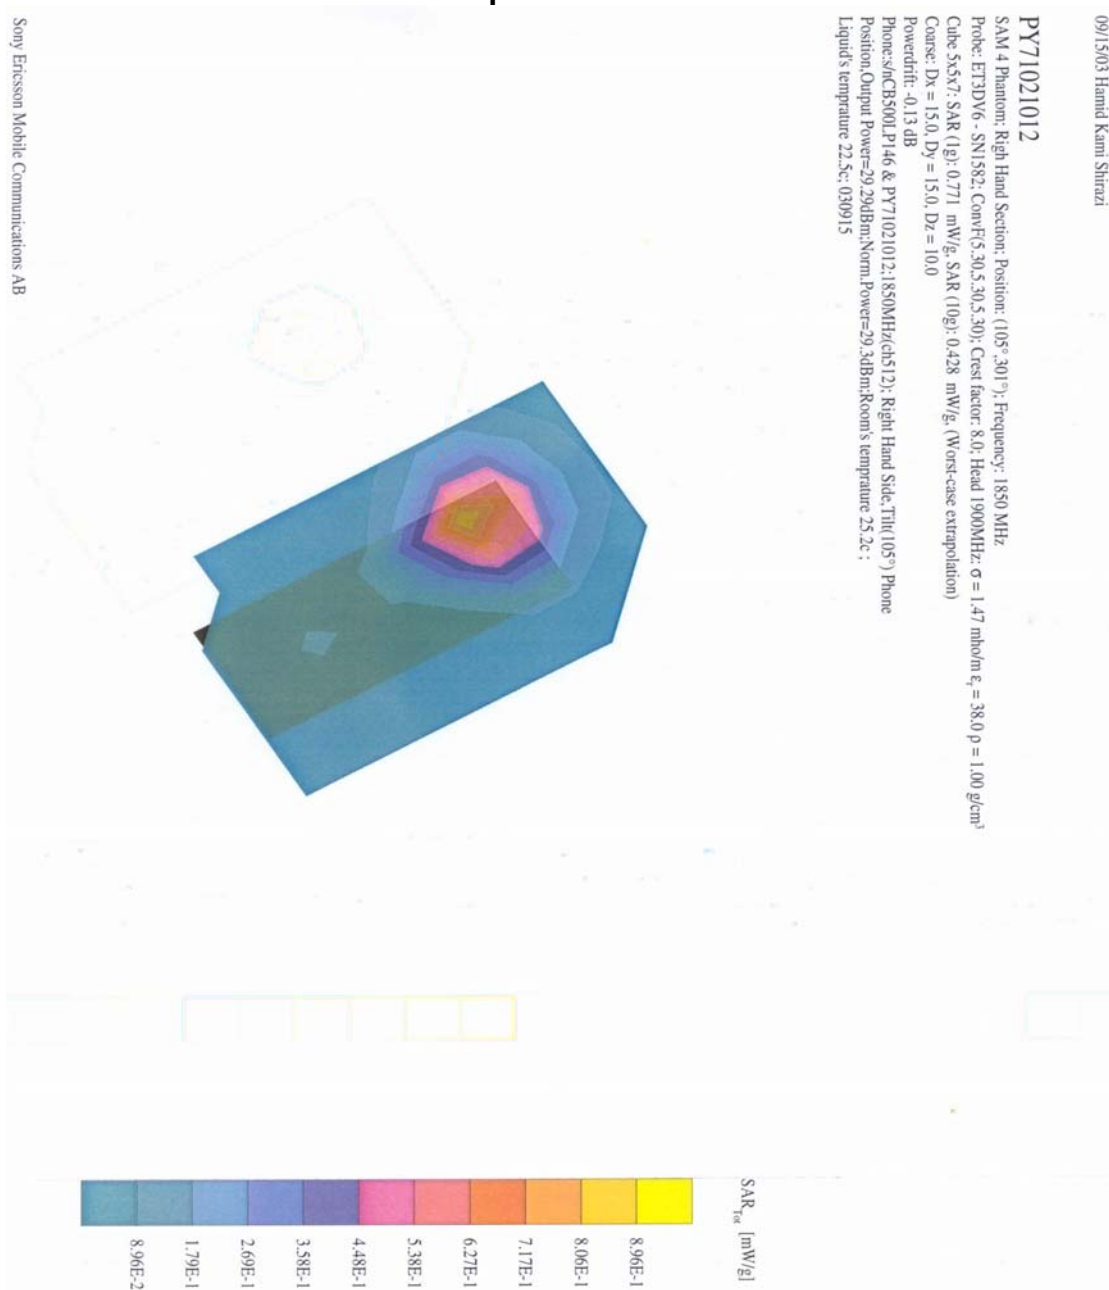 09/15/03 Hamid Kami Shirazi
PY71021012
SAM 4 Phantom; Righ Hand Section; Position: (105°,301°); Frequency: 1850 MHz
Probe: ET3DV6 - SN1582; ConvF(5.30,5.30,5.30); Crest factor: 8.0; Head 1900MHz: σ = 1.47 mho/m εr = 38.0 ρ = 1.00 g/cm³
Cube 5x5x7: SAR (1g): 0.771 mW/g, SAR (10g): 0.428 mW/g, (Worst-case extrapolation)
Coarse: Dx = 15.0, Dy = 15.0, Dz = 10.0
Powerdrift: -0.13 dB
Phone:s/nCB500LP146 & PY71021012;1850MHz(ch512); Right Hand Side,Tilt(105°) Phone
Position,Output Power=29.29dBm;Norm.Power=29.3dBm;Room's temprature 25.2c ;
Liquid's temprature 22.5c; 030915
SAR Tot [mW/g]
8.96E-1
8.06E-1
7.17E-1
6.27E-1
5.38E-1
4.48E-1
3.58E-1
2.69E-1
1.79E-1
8.96E-2
Sony Ericsson Mobile Communications AB